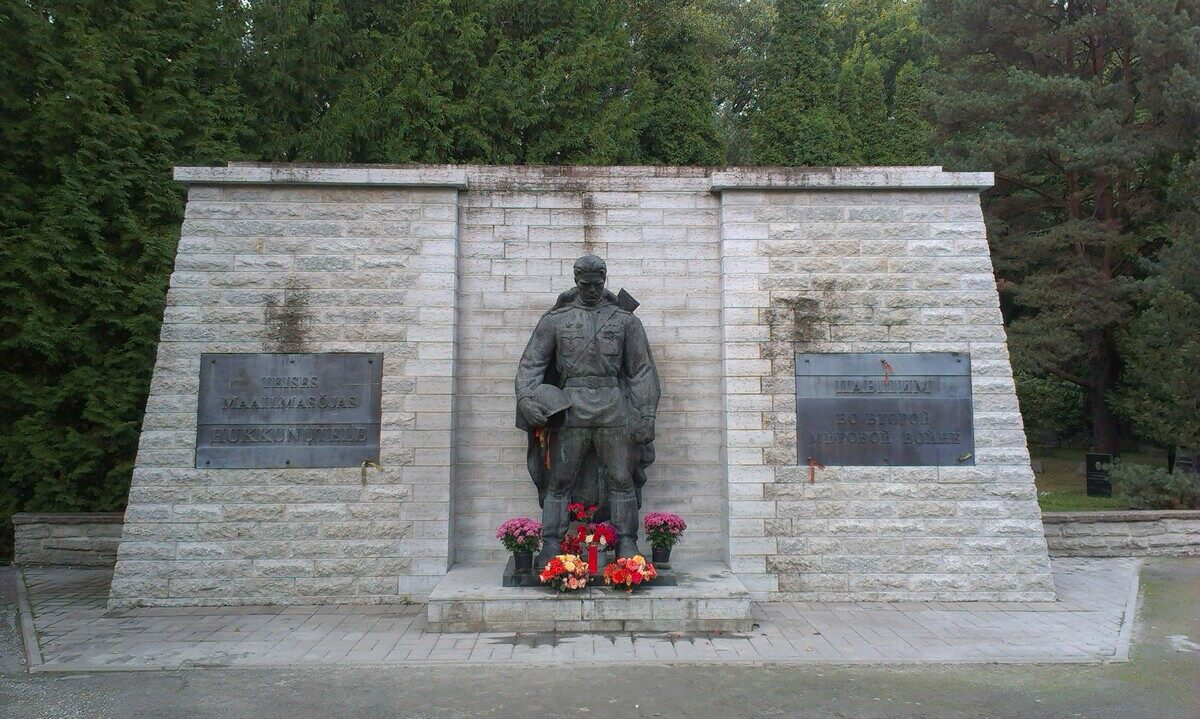 TEISES
MAAILMASÕJAS
HUKKUNUTELE
ПАВШИМ
ВО ВТОРОЙ
МИРОВОЙ ВОЙНЕ